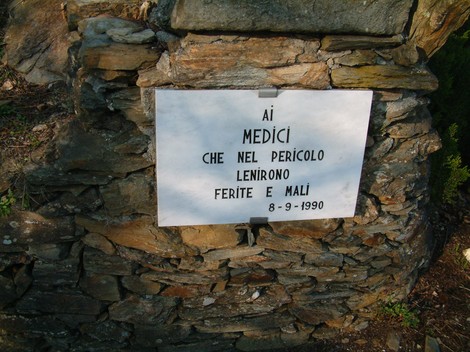 Ai
MEDICI
CHE NEL PERICOLO
LENIRONO
FERITE E MALI
8-9-1990